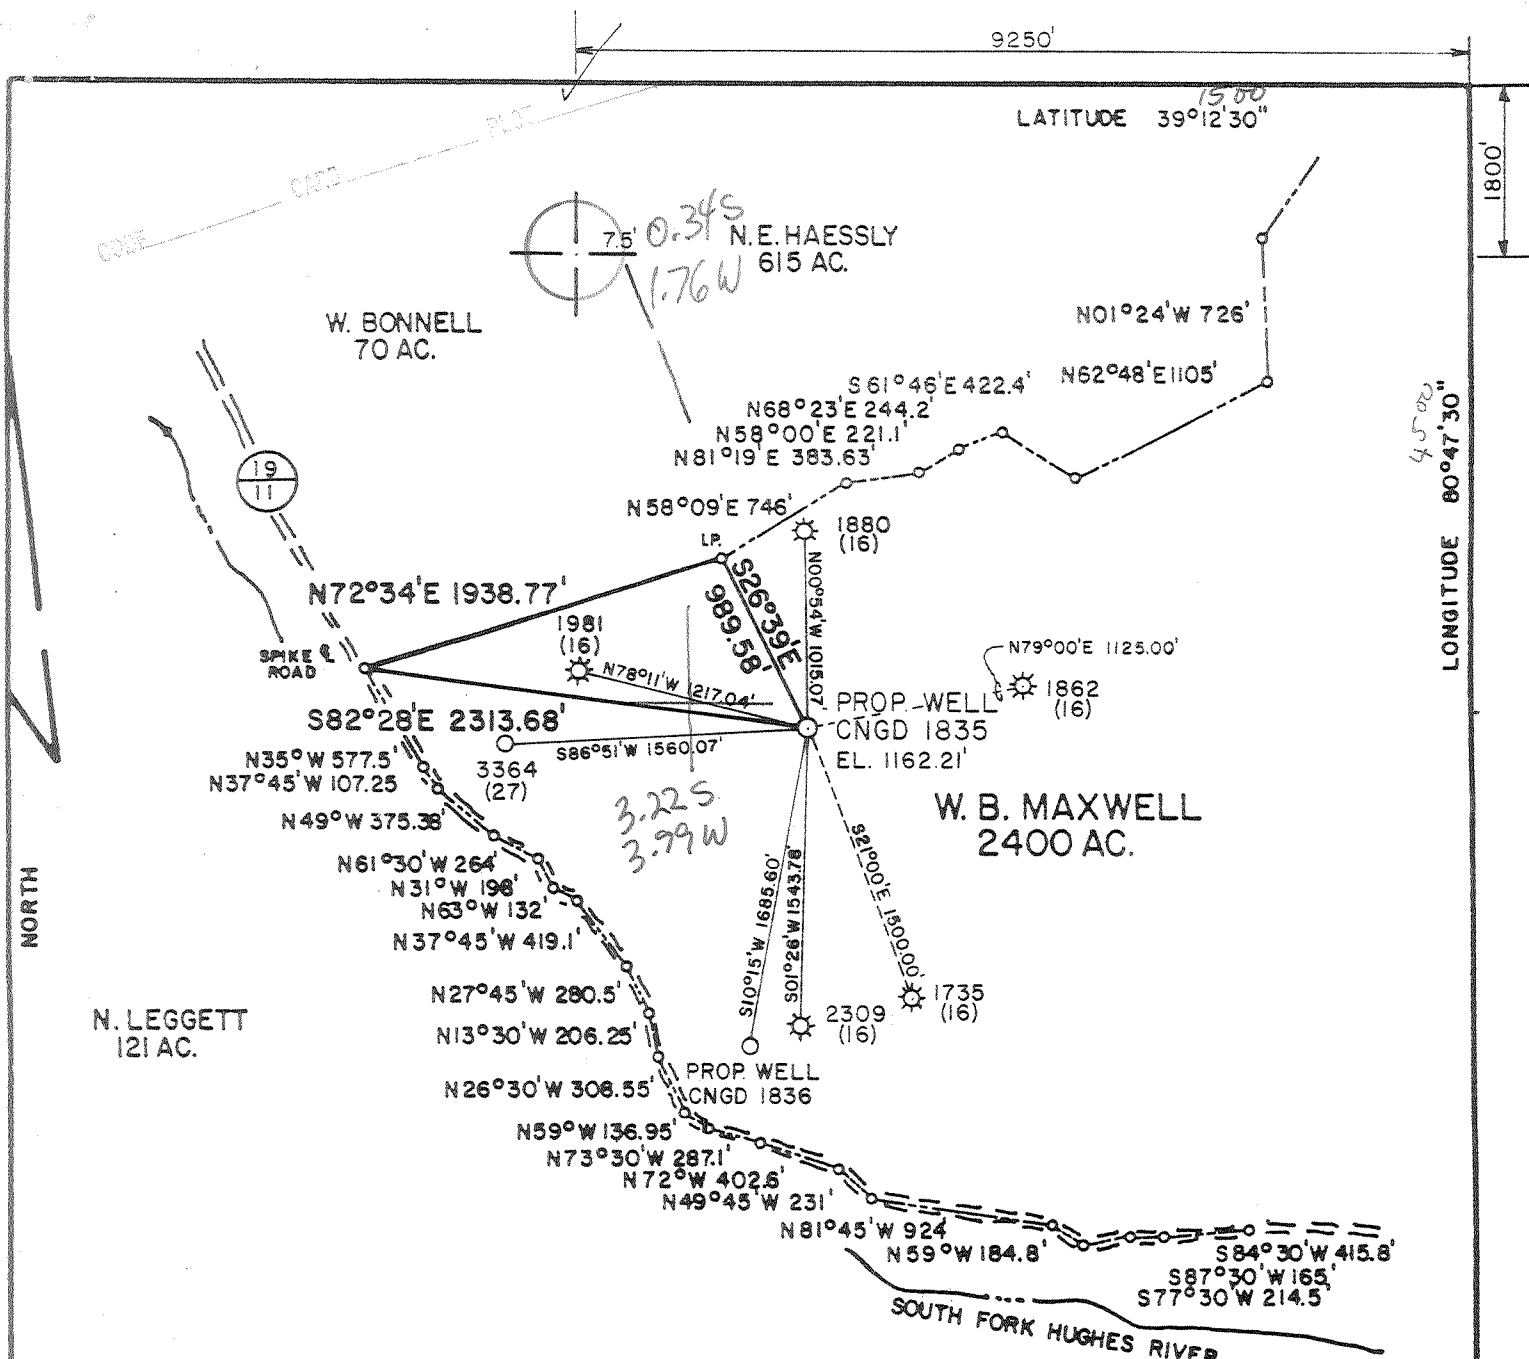 9250'
1500
LATITUDE 39°12'30"
1800'
PLOT
CARD
CODE
7.5'
0.34 S
1.76 W
N.E. HAESSLY
615 AC.
W. BONNELL
70 AC.
N01°24'W 726'
N62°48'E 1105'
S 61°46'E 422.4'
N68°23'E 244.2'
N58°00'E 221.1'
N81°19'E 383.63'
4500
LONGITUDE 80°47'30"
19
11
N58°09'E 746'
LP.
1880
(16)
N00°54'W 1015.07'
S26°39'E
989.58'
N72°34'E 1938.77'
1981
(16)
N78°11'W 1217.04'
SPIKE ℄
ROAD
N79°00'E 1125.00'
1862
(16)
PROP. WELL
CNGD 1835
EL. 1162.21'
S82°28'E 2313.68'
S86°51'W 1560.07'
3364
(27)
3.22 S
3.99 W
N35°W 577.5'
N37°45'W 107.25
N49°W 375.38'
N61°30'W 264'
N31°W 198'
N63°W 132'
N37°45'W 419.1'
N27°45'W 280.5'
N13°30'W 206.25'
N26°30'W 308.55'
N59°W 136.95'
N73°30'W 287.1'
N72°W 402.6'
N49°45'W 231'
N81°45'W 924'
N59°W 184.8'
S84°30'W 415.8'
S87°30'W 165'
S77°30'W 214.5'
W. B. MAXWELL
2400 AC.
S10°15'W 1685.60'
S01°26'W 1543.78'
S21°00'E 1500.00'
1735
(16)
2309
(16)
PROP. WELL
CNGD 1836
NORTH
N. LEGGETT
121 AC.
SOUTH FORK HUGHES RIVER